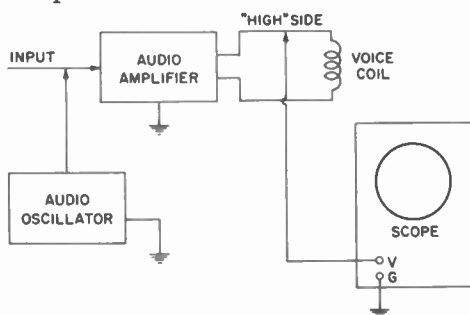 "HIGH" SIDE
INPUT
AUDIO
AMPLIFIER
VOICE
COIL
AUDIO
OSCILLATOR
SCOPE
V
G